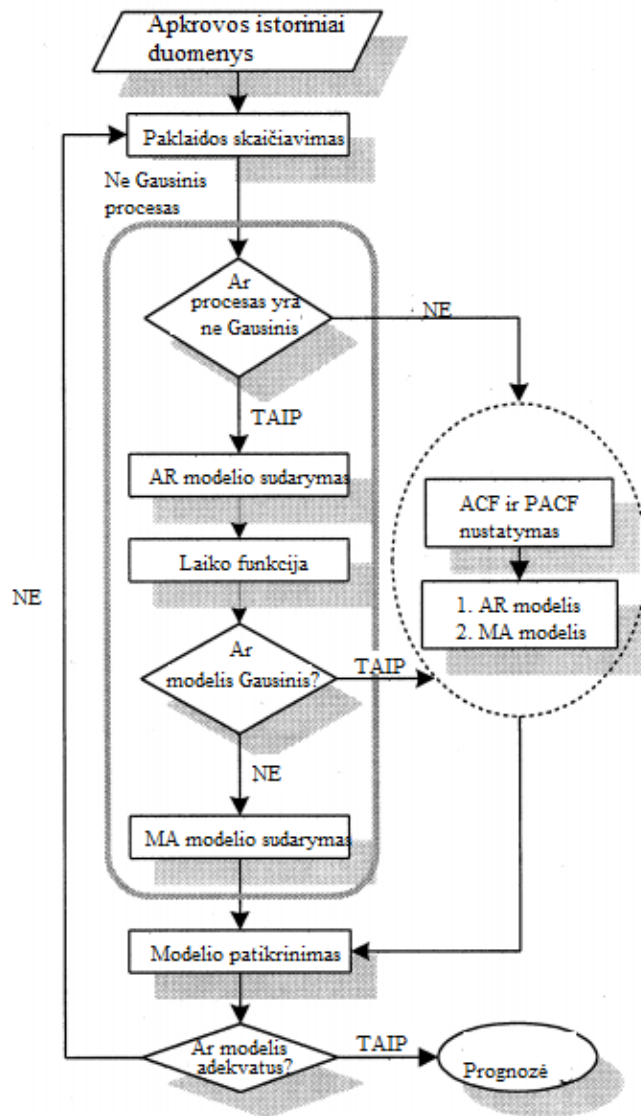 Apkrovos istoriniai
duomenys
Paklaidos skaičiavimas
Ne Gausinis
procesas
Ar
procesas yra
ne Gausinis
NE
TAIP
AR modelio sudarymas
ACF ir PACF
nustatymas
Laiko funkcija
NE
1. AR modelis
2. MA modelis
Ar
modelis Gausinis?
TAIP
NE
MA modelio sudarymas
Modelio patikrinimas
Ar modelis
adekvatus?
TAIP
Prognozė